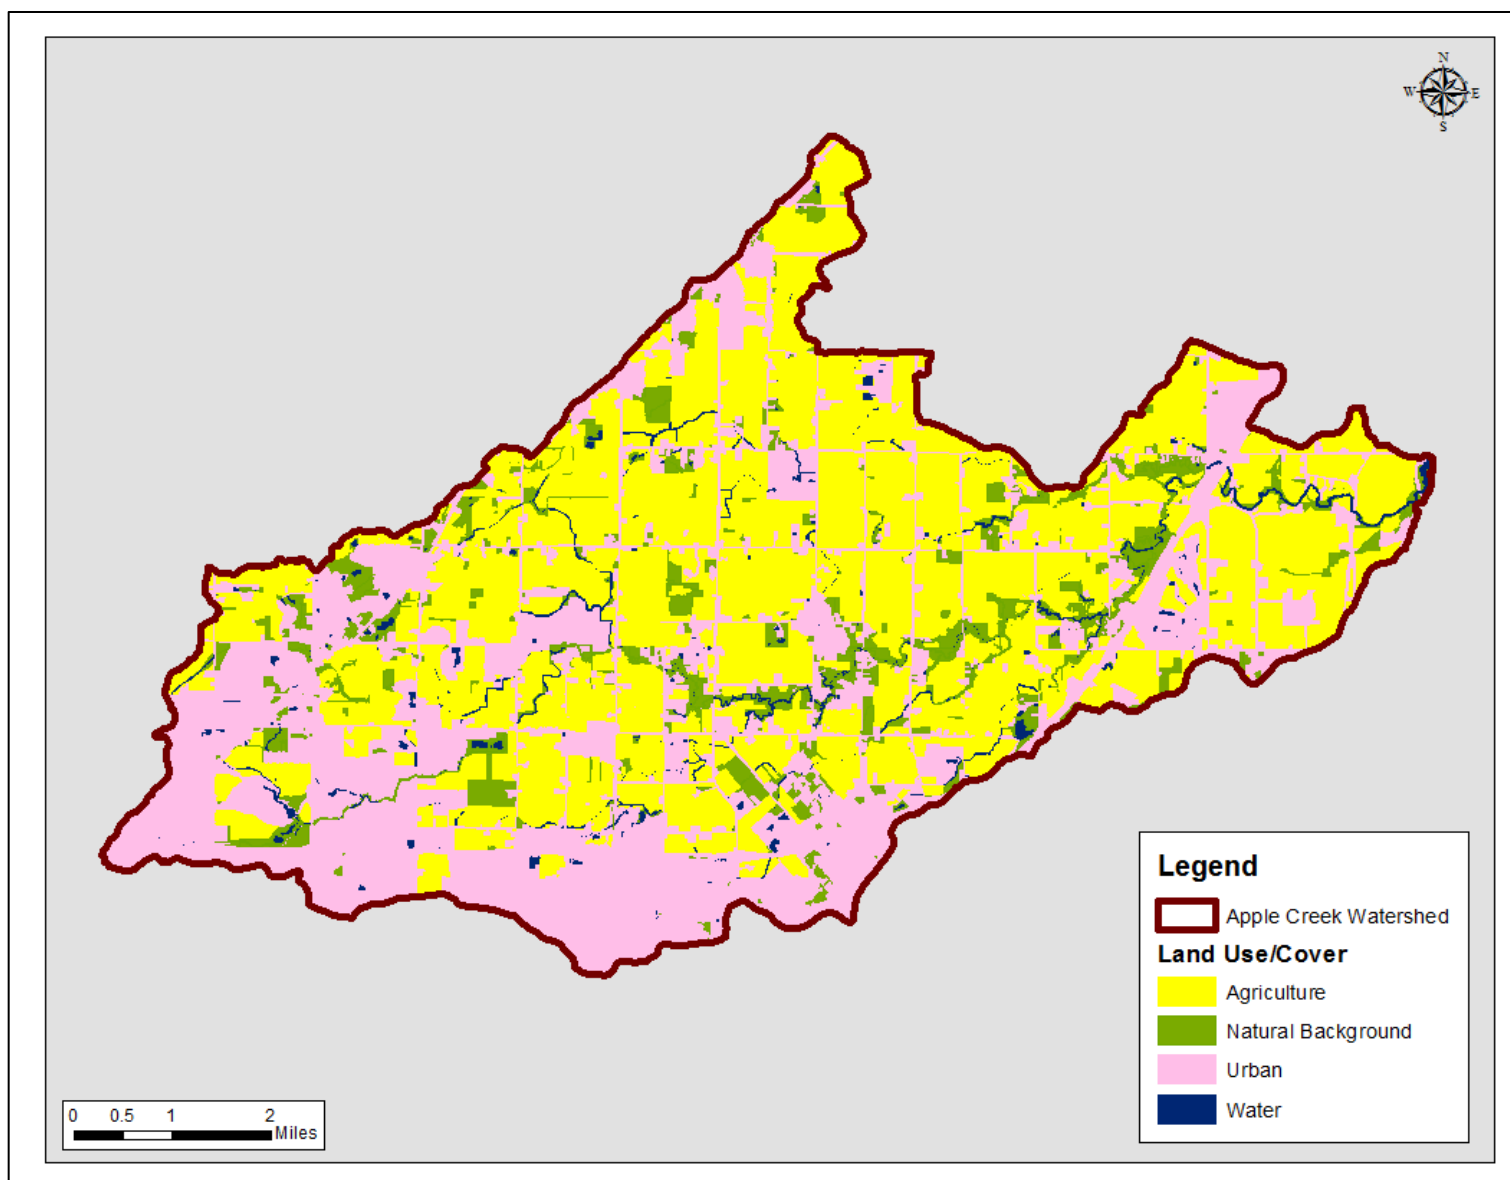 N
W E
S
Legend
Apple Creek Watershed
Land Use/Cover
Agriculture
Natural Background
Urban
Water
0 0.5 1 2
Miles